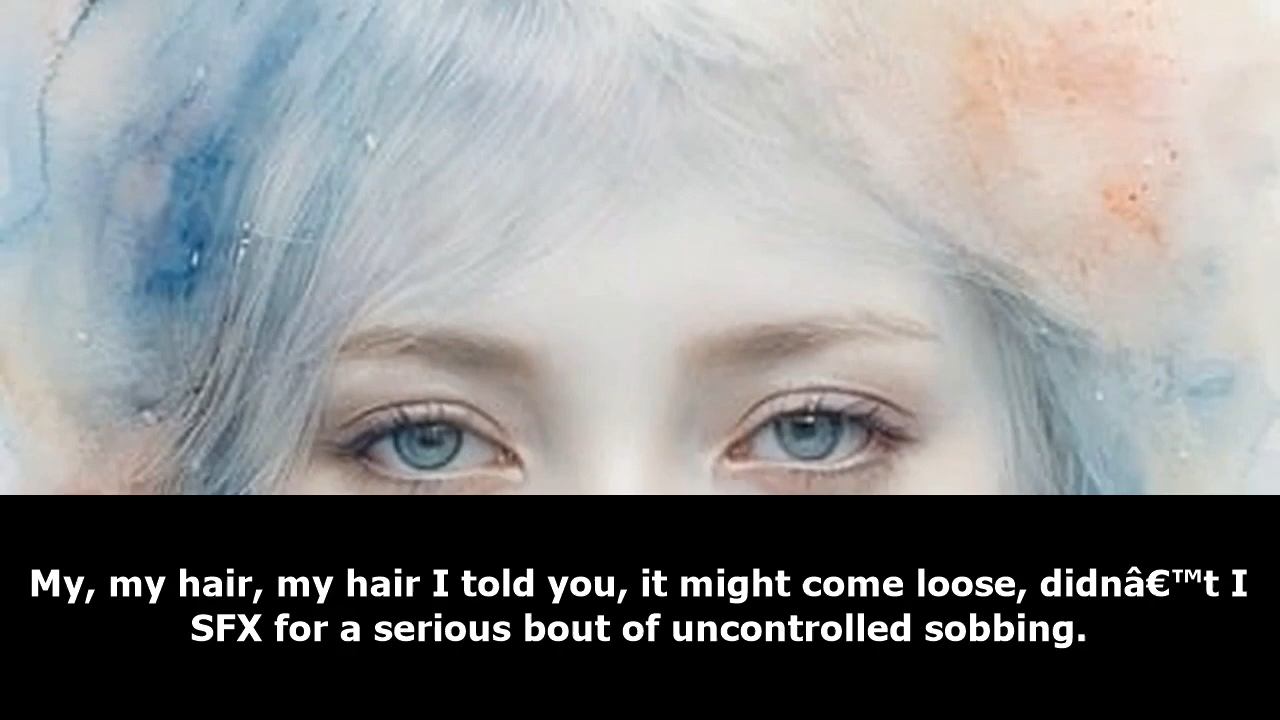 My, my hair, my hair I told you, it might come loose, didnâ€™t I
SFX for a serious bout of uncontrolled sobbing.